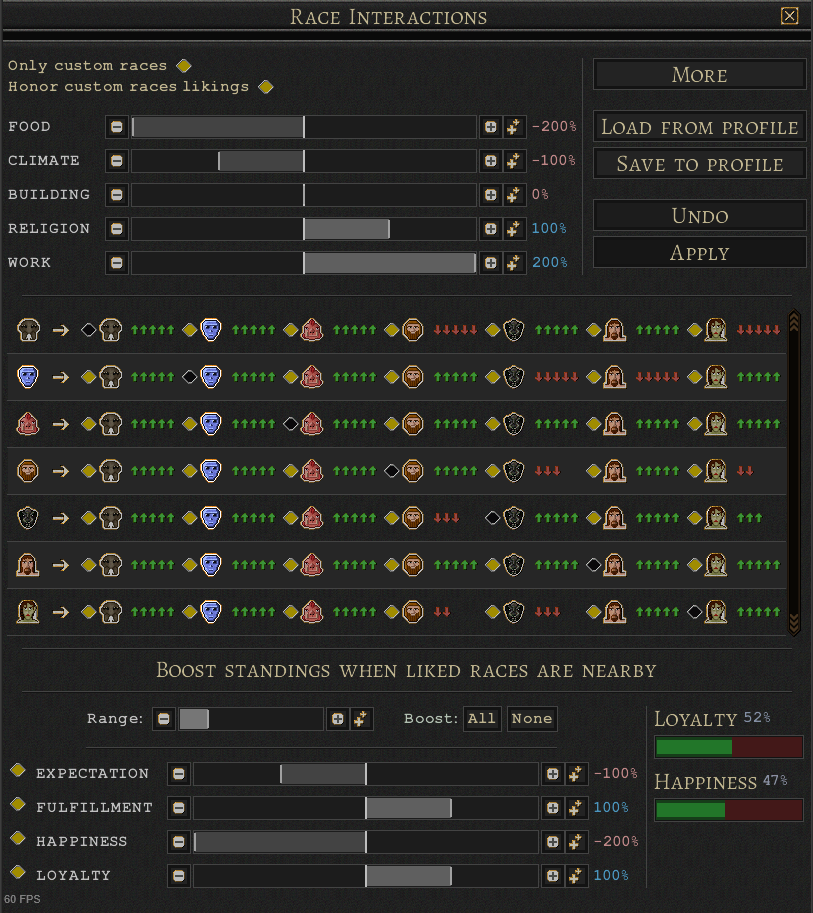 Race Interactions
Only custom races
Honor custom races likings
More
FOOD -200%
Load from profile
CLIMATE -100%
Save to profile
BUILDING 0%
RELIGION 100%
Undo
WORK 200%
Apply
Boost standings when liked races are nearby
Range: Boost: All None
Loyalty 52%
EXPECTATION -100%
Happiness 47%
FULFILLMENT 100%
HAPPINESS -200%
LOYALTY 100%
60 FPS